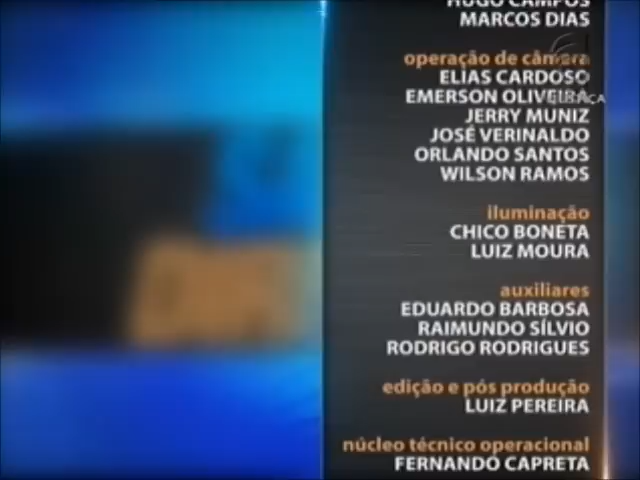 HUGO CAMPOS
MARCOS DIAS
operação de câmera
ELIAS CARDOSO
EMERSON OLIVEIRA
JERRY MUNIZ
JOSÉ VERINALDO
ORLANDO SANTOS
WILSON RAMOS
iluminação
CHICO BONETA
LUIZ MOURA
auxiliares
EDUARDO BARBOSA
RAIMUNDO SÍLVIO
RODRIGO RODRIGUES
edição e pós produção
LUIZ PEREIRA
núcleo técnico operacional
FERNANDO CAPRETA